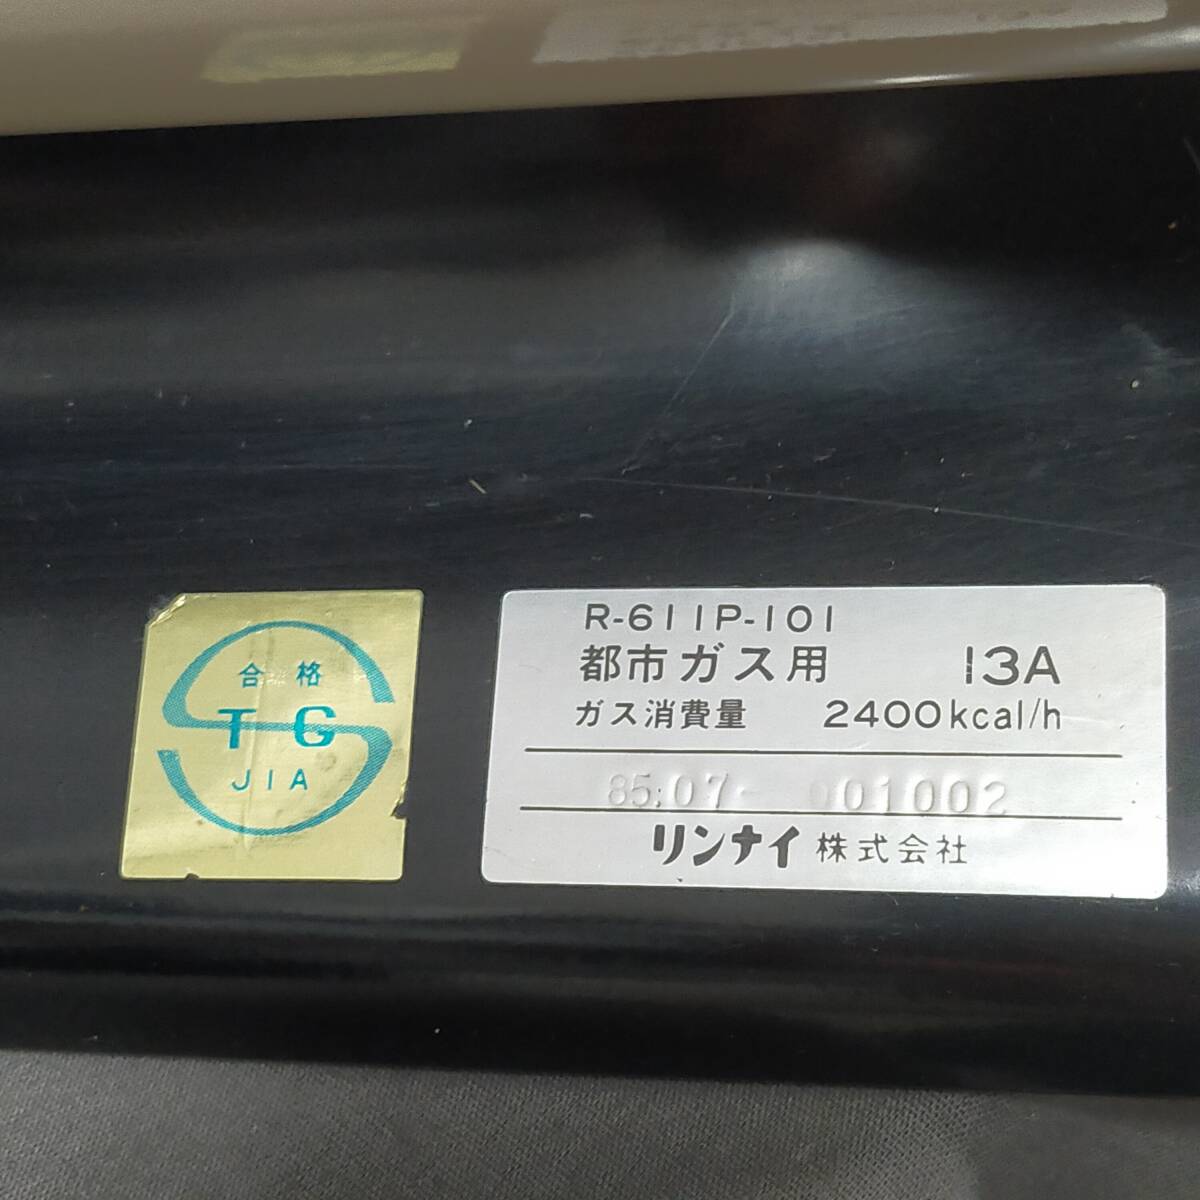 合格
TG
JIA
R-611P-101
都市ガス用 13A
ガス消費量 2400kcal/h
85.07- 001002
リンナイ株式会社